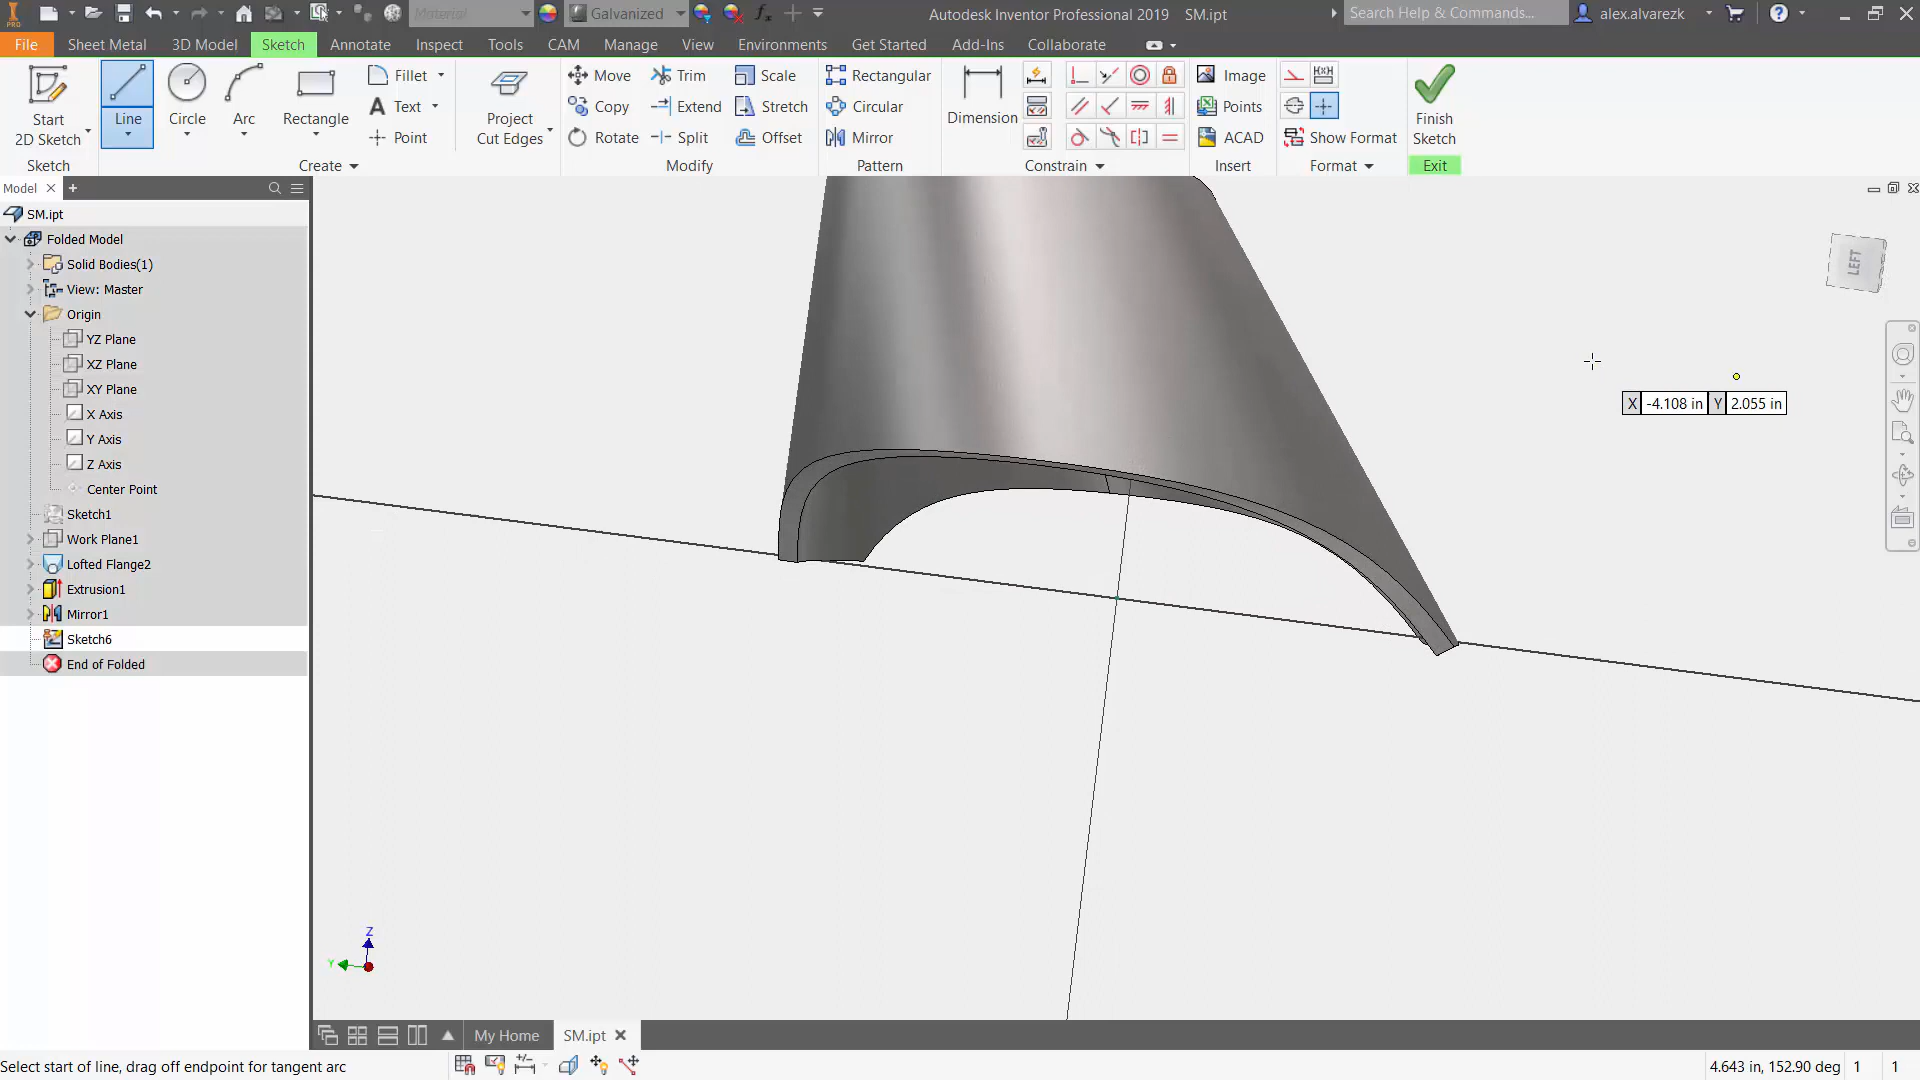 PRO
Material
Galvanized
Autodesk Inventor Professional 2019 SM.ipt
Search Help & Commands...
alex.alvarezk
File Sheet Metal 3D Model Sketch Annotate Inspect Tools CAM Manage View Environments Get Started Add-Ins Collaborate
Start
2D Sketch
Line
Circle
Arc
Rectangle
Fillet
Text
Point
Project
Cut Edges
Move
Copy
Rotate
Trim
Extend
Split
Scale
Stretch
Offset
Rectangular
Circular
Mirror
Dimension
Image
Points
ACAD
Show Format
Finish
Sketch
Sketch Create Modify Pattern Constrain Insert Format Exit
Model
SM.ipt
Folded Model
Solid Bodies(1)
View: Master
Origin
YZ Plane
XZ Plane
XY Plane
X Axis
Y Axis
Z Axis
Center Point
Sketch1
Work Plane1
Lofted Flange2
Extrusion1
Mirror1
Sketch6
End of Folded
LEFT
X -4.108 in Y 2.055 in
Z
Y
My Home SM.ipt
Select start of line, drag off endpoint for tangent arc
4.643 in, 152.90 deg 1 1